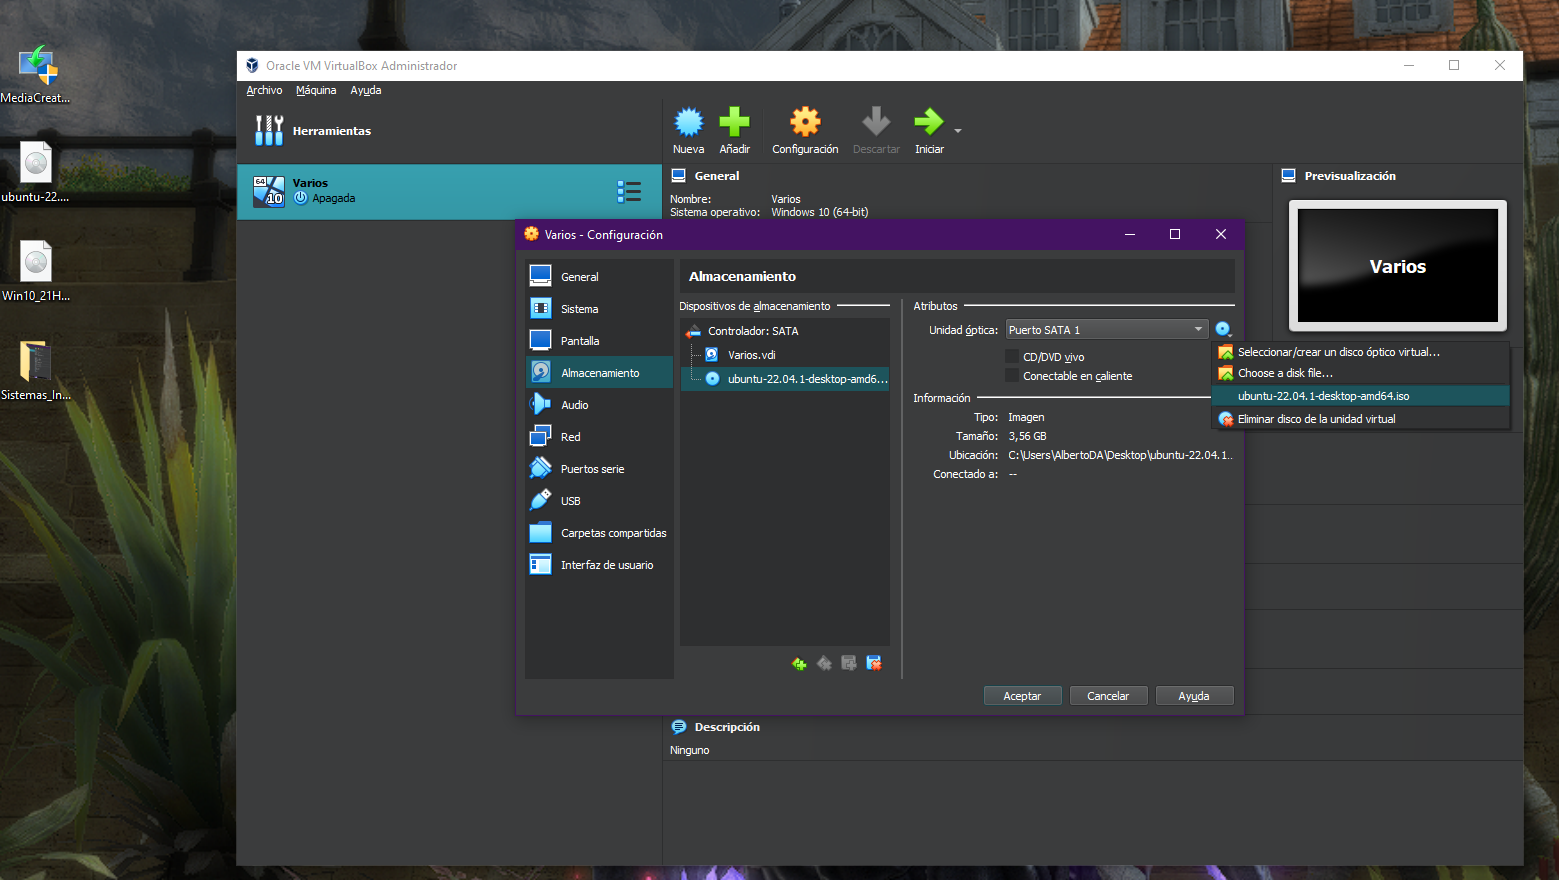 MediaCreat...
ubuntu-22....
Win10_21H...
Sistemas_In...
Oracle VM VirtualBox Administrador
Archivo Máquina Ayuda
Herramientas
Nueva Añadir Configuración Descartar Iniciar
64
10
Varios
Apagada
General
Nombre: Varios
Sistema operativo: Windows 10 (64-bit)
Previsualización
Varios
Varios - Configuración
General
Sistema
Pantalla
Almacenamiento
Audio
Red
Puertos serie
USB
Carpetas compartidas
Interfaz de usuario
Almacenamiento
Dispositivos de almacenamiento
Controlador: SATA
Varios.vdi
ubuntu-22.04.1-desktop-amd6...
Atributos
Unidad óptica: Puerto SATA 1
CD/DVD vivo
Conectable en caliente
Información
Tipo: Imagen
Tamaño: 3,56 GB
Ubicación: C:\Users\AlbertoDA\Desktop\ubuntu-22.04.1..
Conectado a: --
Seleccionar/crear un disco óptico virtual...
Choose a disk file...
ubuntu-22.04.1-desktop-amd64.iso
Eliminar disco de la unidad virtual
Aceptar Cancelar Ayuda
Descripción
Ninguno